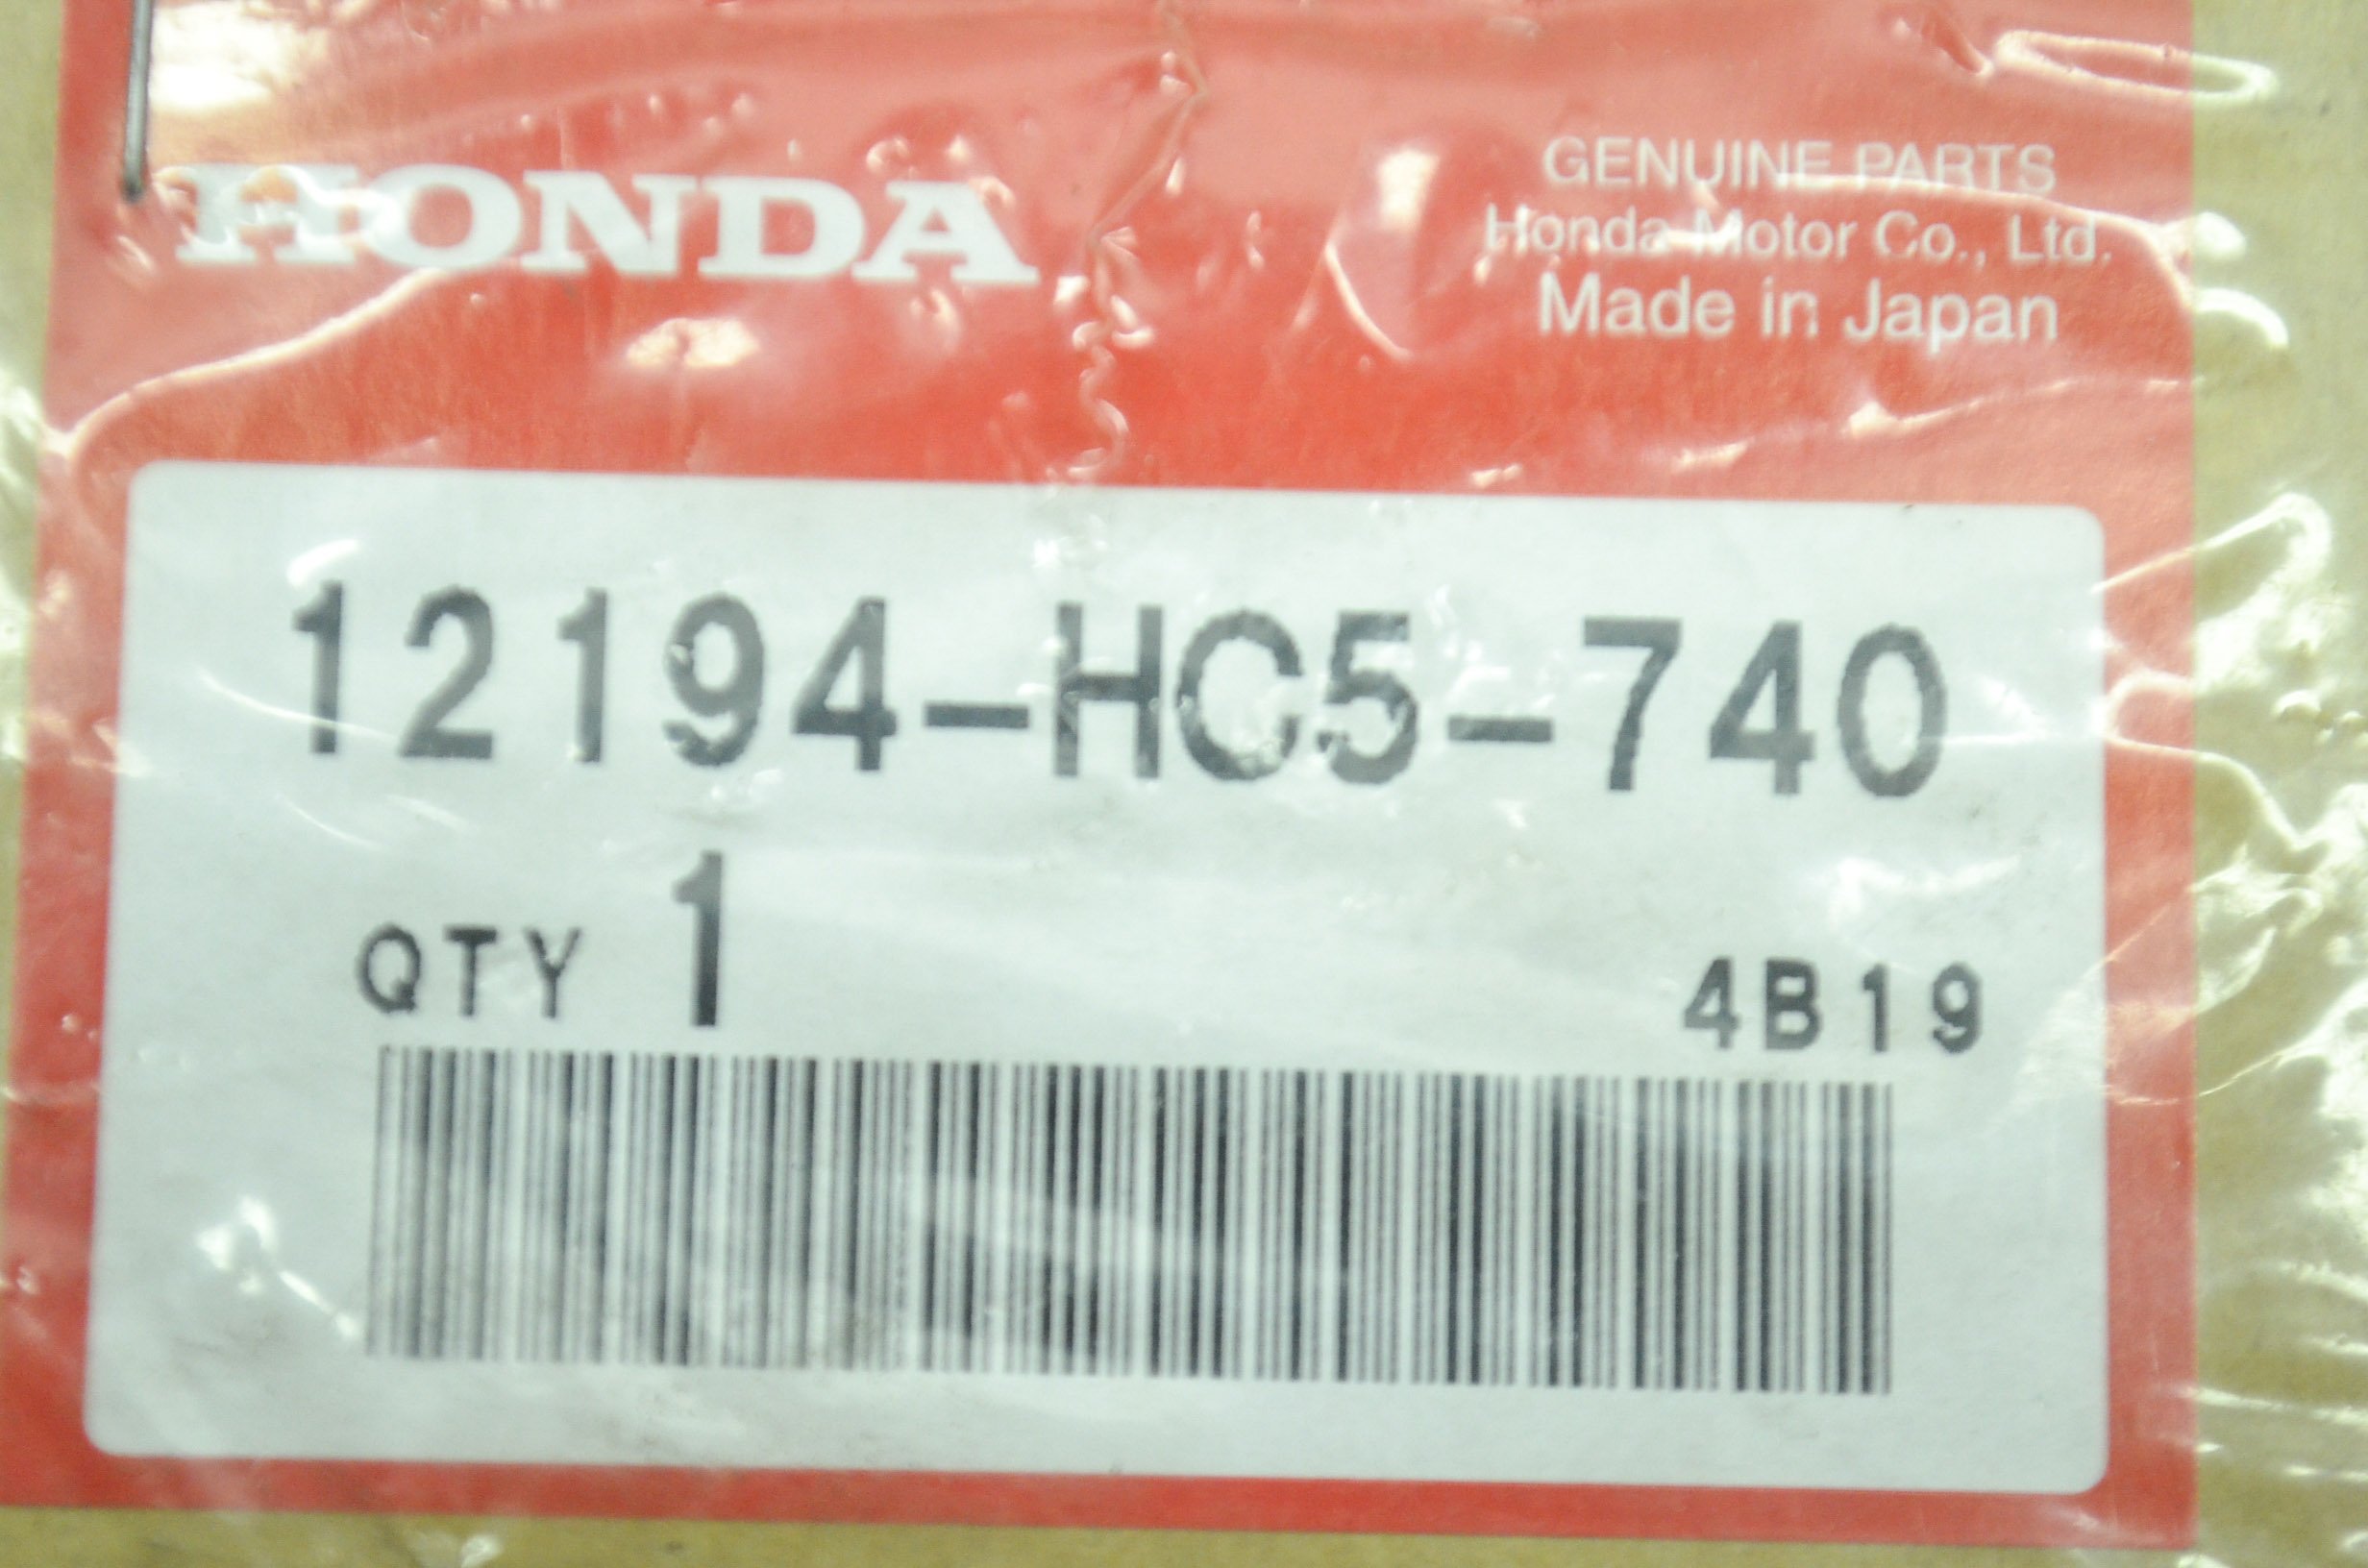 HONDA
GENUINE PARTS
Honda Motor Co., Ltd.
Made in Japan
12194-HC5-740
QTY 1
4B19